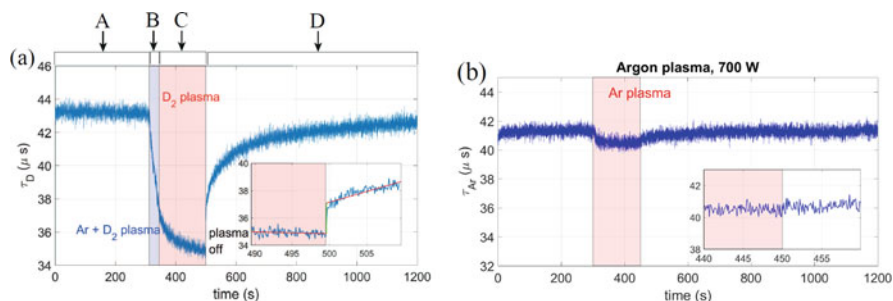 A B C D
(a)
46
44
42
40
38
36
34
τD (μ s)
D2 plasma
Ar + D2 plasma
plasma off
40
38
36
34
490 495 500 505
0 200 400 600 800 1000 1200
time (s)
(b)
Argon plasma, 700 W
46
44
42
40
38
36
34
32
τAr (μ s)
Ar plasma
42
40
38
440 445 450 455
0 200 400 600 800 1000 1200
time (s)